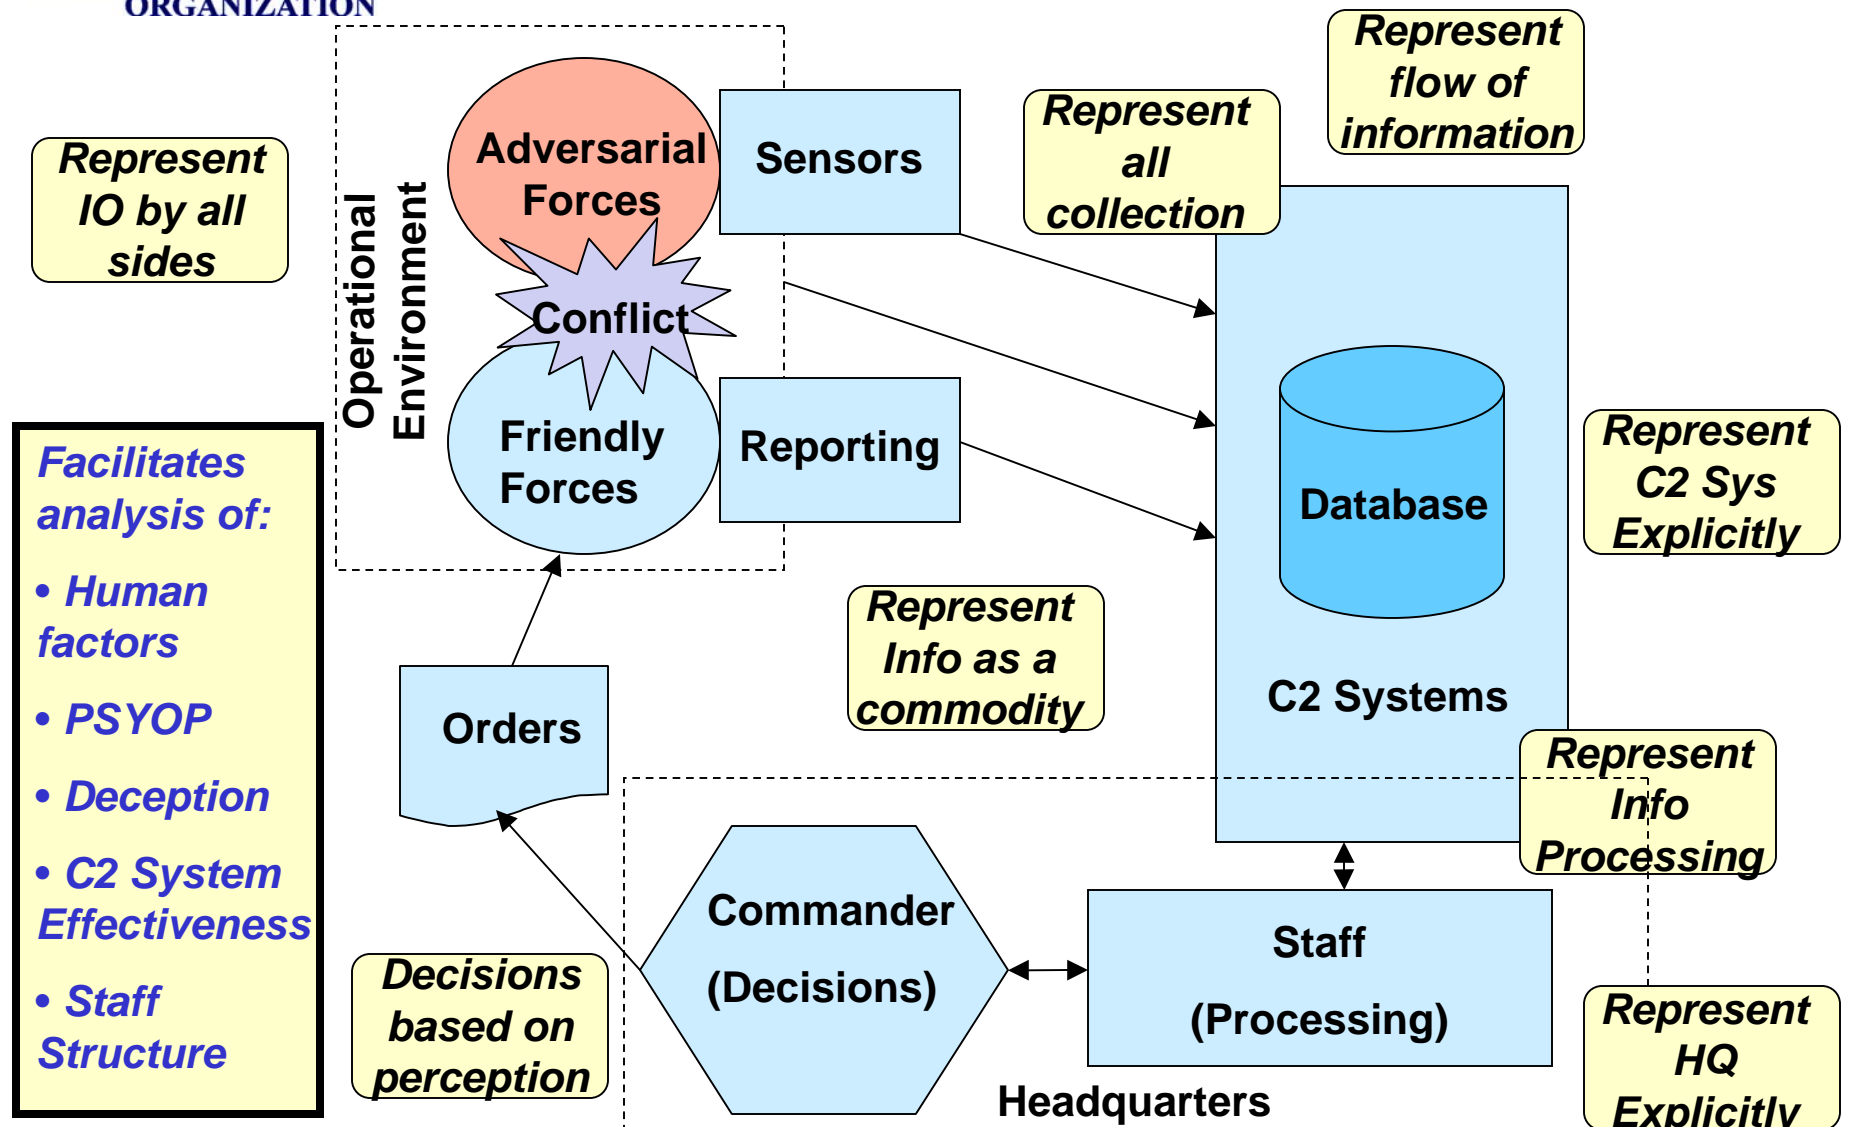 ORGANIZATION
Represent
flow of
information
Represent
all
collection
Represent
IO by all
sides
Operational
Environment
Adversarial
Forces
Sensors
Conflict
Friendly
Forces
Reporting
Database
C2 Systems
Represent
C2 Sys
Explicitly
Facilitates
analysis of:
• Human
factors
• PSYOP
• Deception
• C2 System
Effectiveness
• Staff
Structure
Represent
Info as a
commodity
Orders
Represent
Info
Processing
Commander
(Decisions)
Staff
(Processing)
Decisions
based on
perception
Headquarters
Represent
HQ
Explicitly